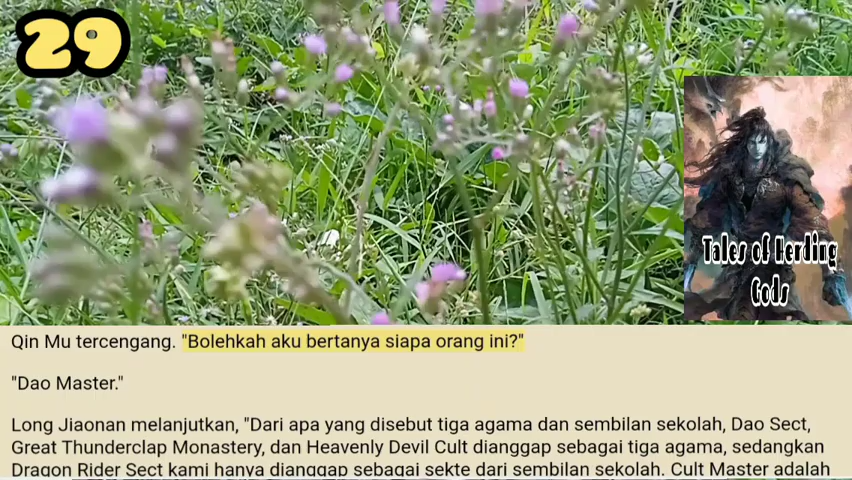 29
Tales of Herding
Gods
Qin Mu tercengang. "Bolehkah aku bertanya siapa orang ini?"
"Dao Master."
Long Jiaonan melanjutkan, "Dari apa yang disebut tiga agama dan sembilan sekolah, Dao Sect,
Great Thunderclap Monastery, dan Heavenly Devil Cult dianggap sebagai tiga agama, sedangkan
Dragon Rider Sect kami hanya dianggap sebagai sekte dari sembilan sekolah. Cult Master adalah